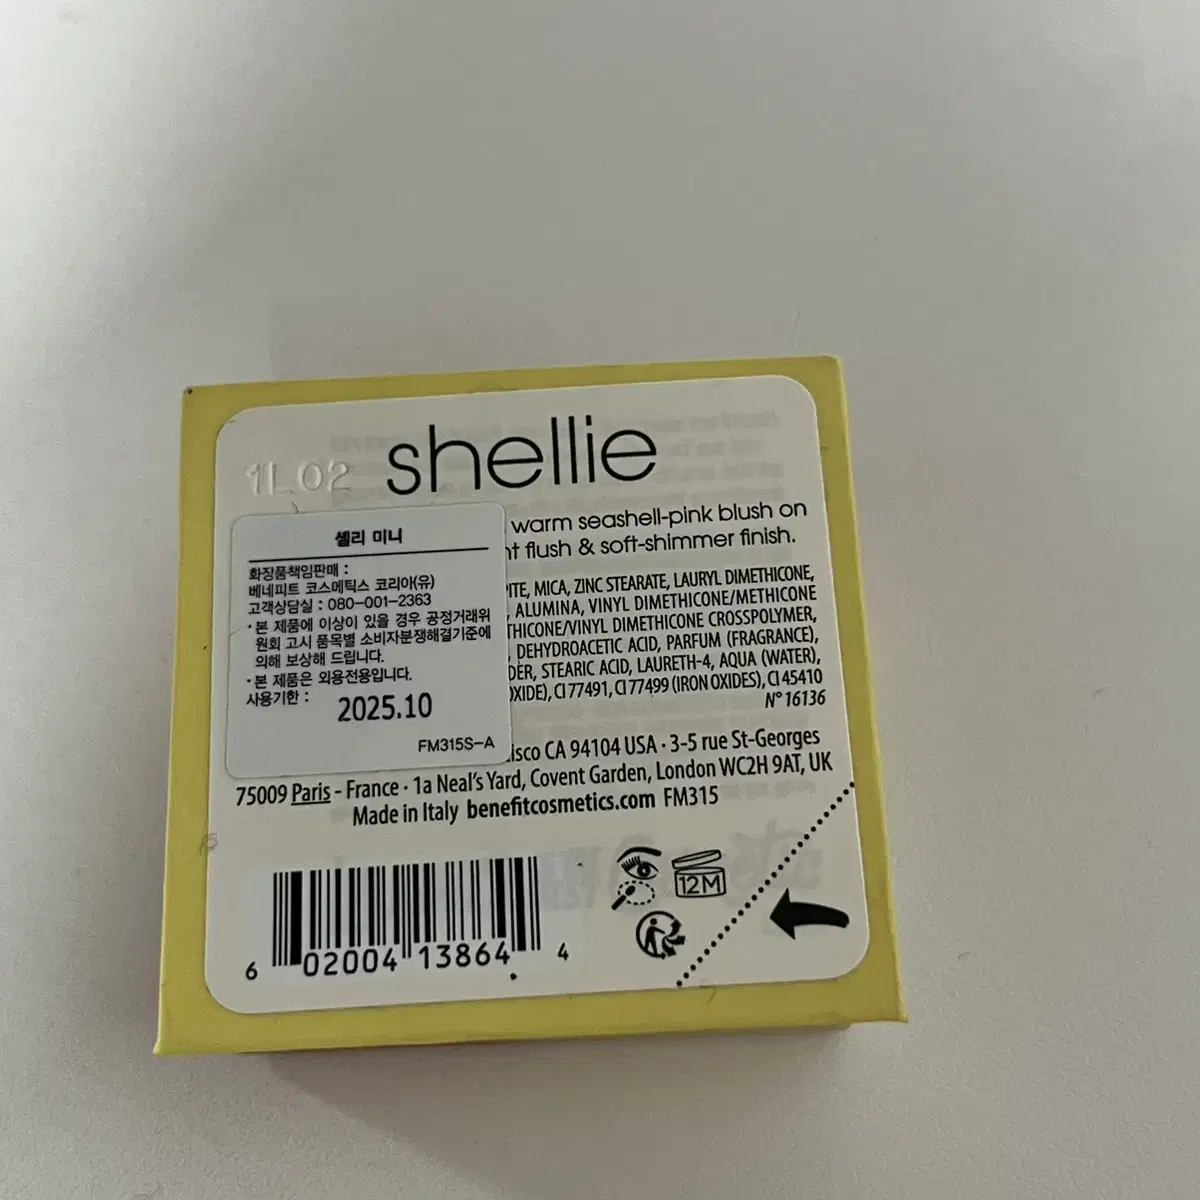 shellie
1L02
warm seashell-pink blush on
flush & soft-shimmer finish.
셸리 미니
화장품책임판매 :
베네피트 코스메틱스 코리아(유)
고객상담실 : 080-001-2363
·본 제품에 이상이 있을 경우 공정거래위
원회 고시 품목별 소비자분쟁해결기준에
의해 보상해 드립니다.
·본 제품은 외용전용입니다.
사용기한 :
2025.10
FM315S-A
MICA, ZINC STEARATE, LAURYL DIMETHICONE,
ALUMINA, VINYL DIMETHICONE/METHICONE
VINYL DIMETHICONE CROSSPOLYMER,
DEHYDROACETIC ACID, PARFUM (FRAGRANCE),
STEARIC ACID, LAURETH-4, AQUA (WATER),
CI 77491, CI 77499 (IRON OXIDES), CI 45410
N° 16136
CA 94104 USA · 3-5 rue St-Georges
75009 Paris - France · 1a Neal's Yard, Covent Garden, London WC2H 9AT, UK
Made in Italy benefitcosmetics.com FM315
12M
6 02004 13864 4